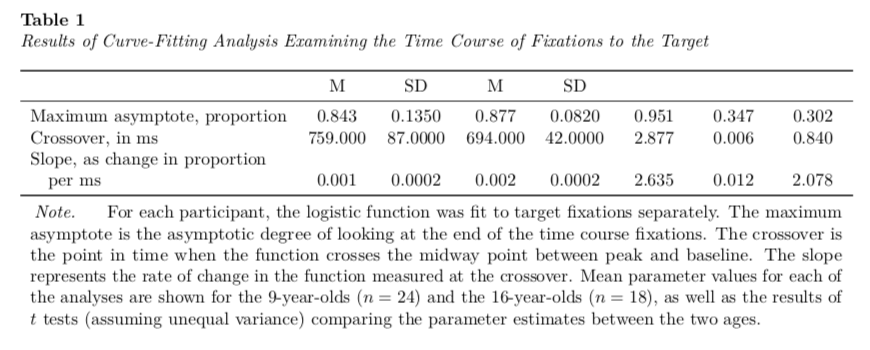 Table 1
Results of Curve-Fitting Analysis Examining the Time Course of Fixations to the Target
M SD M SD
Maximum asymptote, proportion 0.843 0.1350 0.877 0.0820 0.951 0.347 0.302
Crossover, in ms 759.000 87.0000 694.000 42.0000 2.877 0.006 0.840
Slope, as change in proportion
per ms 0.001 0.0002 0.002 0.0002 2.635 0.012 2.078
Note. For each participant, the logistic function was fit to target fixations separately. The maximum
asymptote is the asymptotic degree of looking at the end of the time course fixations. The crossover is
the point in time when the function crosses the midway point between peak and baseline. The slope
represents the rate of change in the function measured at the crossover. Mean parameter values for each of
the analyses are shown for the 9-year-olds (n = 24) and the 16-year-olds (n = 18), as well as the results of
t tests (assuming unequal variance) comparing the parameter estimates between the two ages.